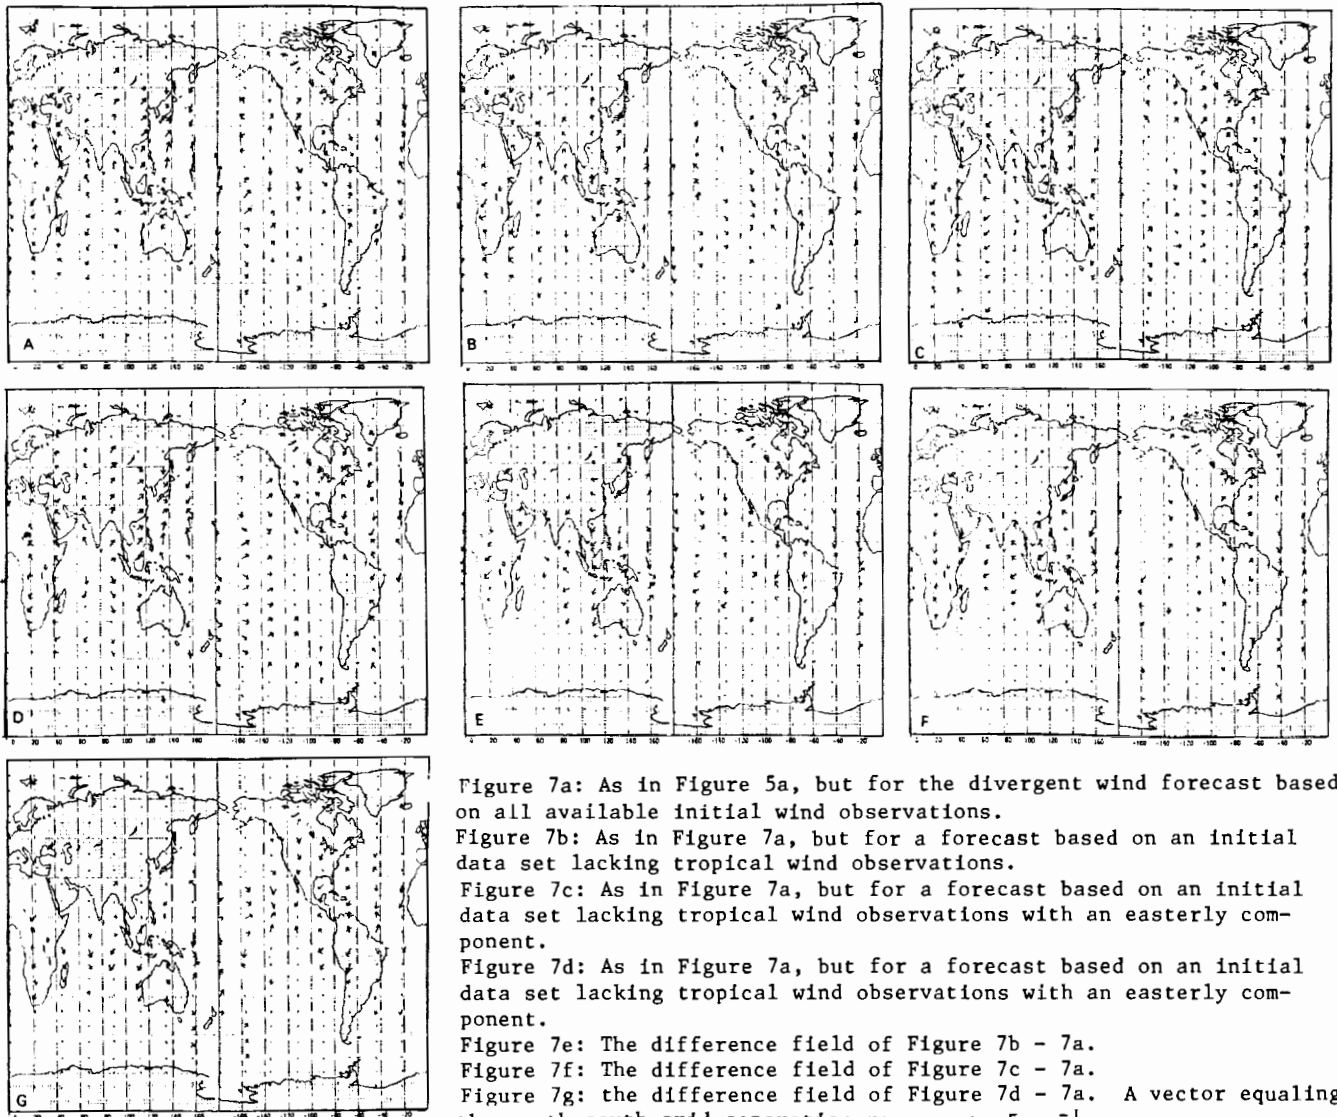 A
B
C
D
E
F
G
Figure 7a: As in Figure 5a, but for the divergent wind forecast based
on all available initial wind observations.
Figure 7b: As in Figure 7a, but for a forecast based on an initial
data set lacking tropical wind observations.
Figure 7c: As in Figure 7a, but for a forecast based on an initial
data set lacking tropical wind observations with an easterly com-
ponent.
Figure 7d: As in Figure 7a, but for a forecast based on an initial
data set lacking tropical wind observations with an easterly com-
ponent.
Figure 7e: The difference field of Figure 7b - 7a.
Figure 7f: The difference field of Figure 7c - 7a.
Figure 7g: the difference field of Figure 7d - 7a. A vector equaling